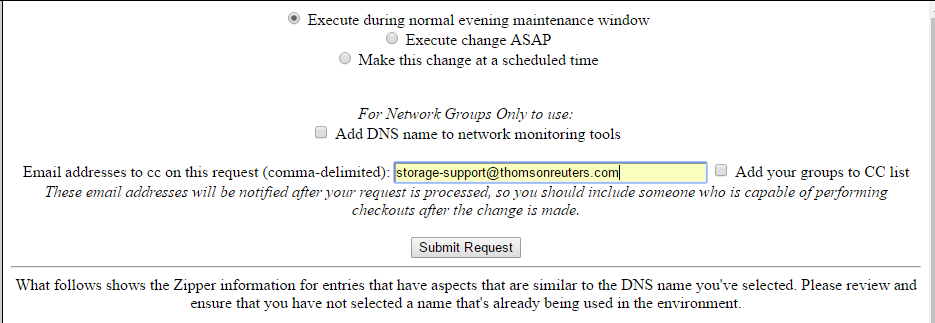 Execute during normal evening maintenance window
Execute change ASAP
Make this change at a scheduled time
For Network Groups Only to use:
Add DNS name to network monitoring tools
Email addresses to cc on this request (comma-delimited): storage-support@thomsonreuters.com Add your groups to CC list
These email addresses will be notified after your request is processed, so you should include someone who is capable of performing
checkouts after the change is made.
Submit Request
What follows shows the Zipper information for entries that have aspects that are similar to the DNS name you've selected. Please review and
ensure that you have not selected a name that's already being used in the environment.